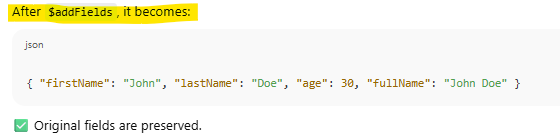 After $addFields, it becomes:
json
{ "firstName": "John", "lastName": "Doe", "age": 30, "fullName": "John Doe" }
✅ Original fields are preserved.